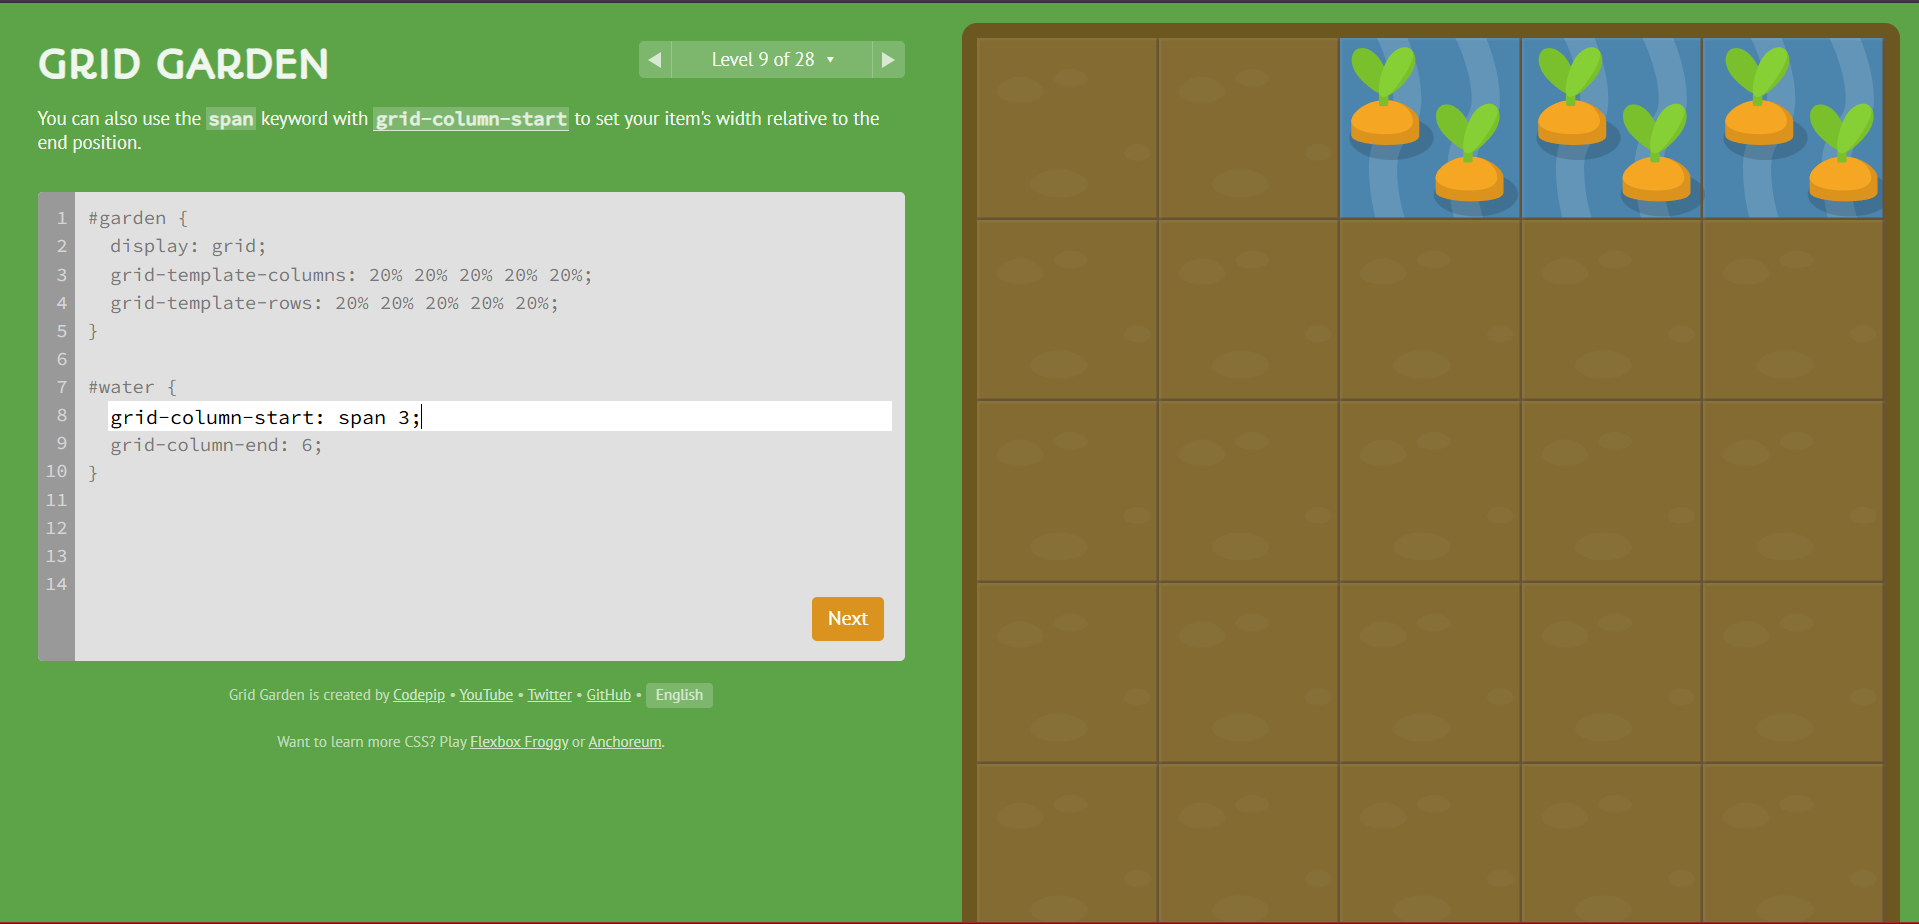 GRID GARDEN
◀ Level 9 of 28 ▾ ▶
You can also use the span keyword with grid-column-start to set your item's width relative to the
end position.
1 #garden {
2   display: grid;
3   grid-template-columns: 20% 20% 20% 20% 20%;
4   grid-template-rows: 20% 20% 20% 20% 20%;
5 }
6
7 #water {
8   grid-column-start: span 3;
9   grid-column-end: 6;
10 }
11
12
13
14
Next
Grid Garden is created by Codepip • YouTube • Twitter • GitHub • English
Want to learn more CSS? Play Flexbox Froggy or Anchoreum.